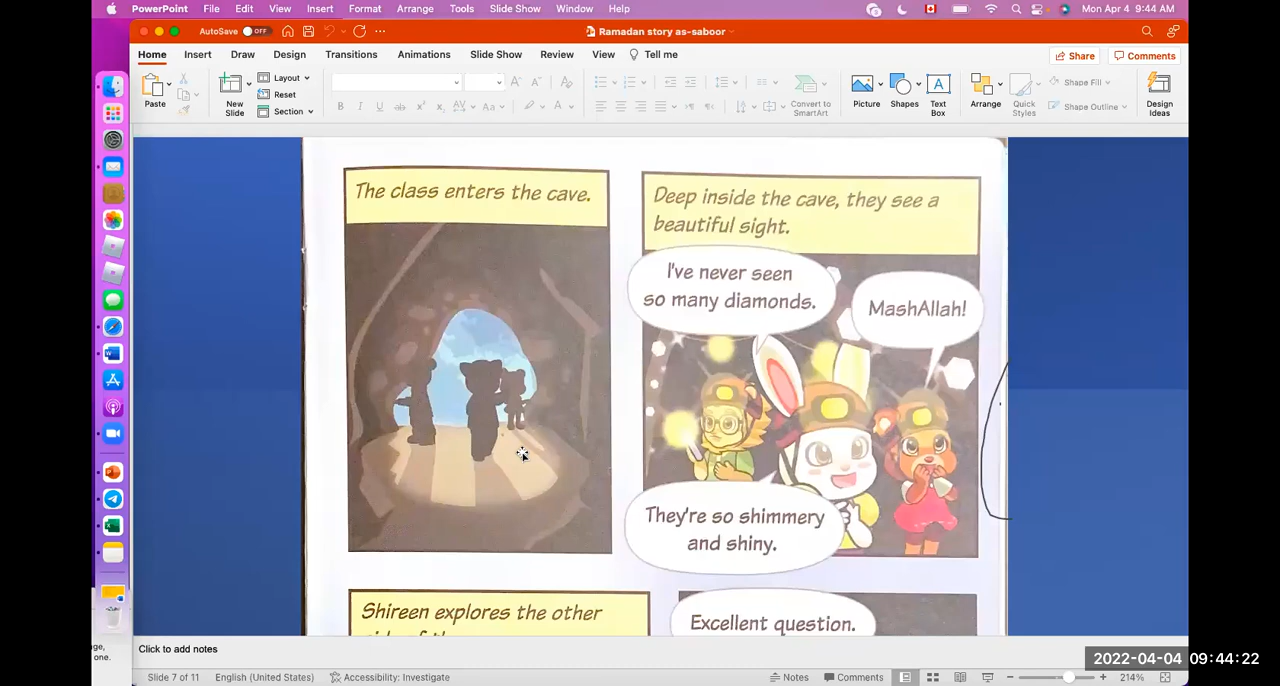 PowerPoint File Edit View Insert Format Arrange Tools Slide Show Window Help Mon Apr 4 9:44 AM
AutoSave OFF Ramadan story as-saboor
Home Insert Draw Design Transitions Animations Slide Show Review View Tell me Share Comments
Paste
New
Slide
Layout
Reset
Section
Convert to
SmartArt
Picture
Shapes
Text
Box
Arrange
Quick
Styles
Shape Fill
Shape Outline
Design
Ideas
The class enters the cave.
Deep inside the cave, they see a
beautiful sight.
I've never seen
so many diamonds.
MashAllah!
They're so shimmery
and shiny.
Shireen explores the other
Excellent question.
Click to add notes
one.
2022-04-04 09:44:22
Slide 7 of 11 English (United States) Accessibility: Investigate Notes Comments 214%